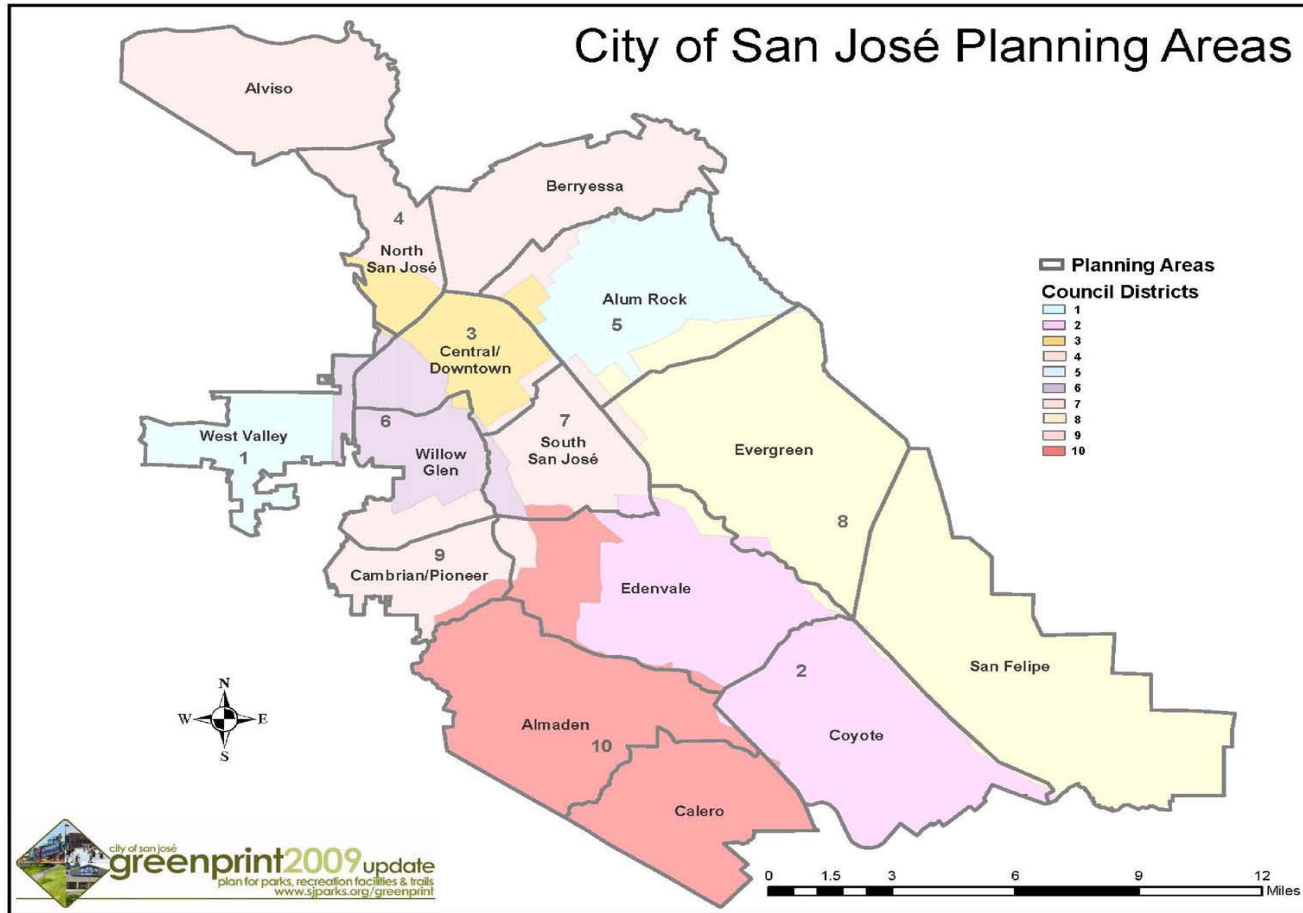 City of San José Planning Areas
Alviso
Berryessa
4
North
San José
Alum Rock
5
3
Central/
Downtown
Planning Areas
Council Districts
1
2
3
4
5
6
7
8
9
10
West Valley
1
6
Willow
Glen
7
South
San José
Evergreen
8
9
Cambrian/Pioneer
Edenvale
2
San Felipe
Almaden
10
Coyote
Calero
N
W
E
S
city of san josé
greenprint2009 update
plan for parks, recreation facilities & trails
www.sjparks.org/greenprint
0 1.5 3 6 9 12
Miles